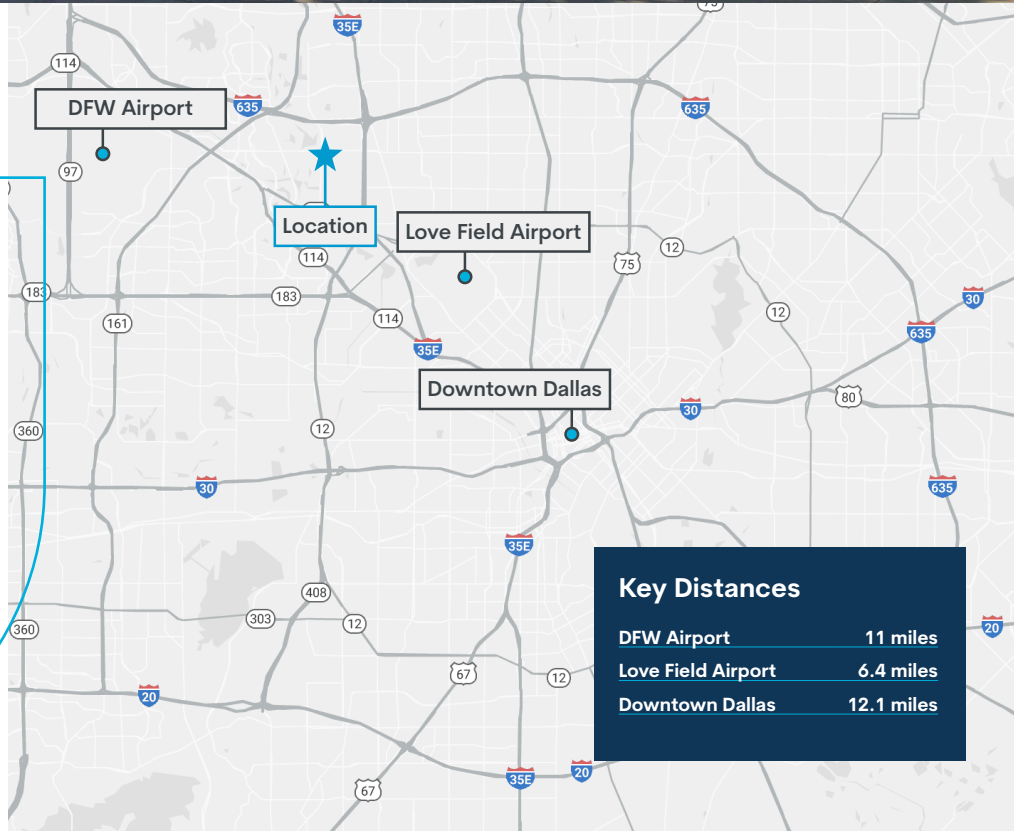 75
35E
114
635
635
DFW Airport
97
Location
Love Field Airport
12
114
75
183
183
30
12
114
161
635
35E
Downtown Dallas
80
30
12
360
30
635
35E
408
303
12
360
20
67
12
20
35E
20
67
Key Distances
DFW Airport 11 miles
Love Field Airport 6.4 miles
Downtown Dallas 12.1 miles